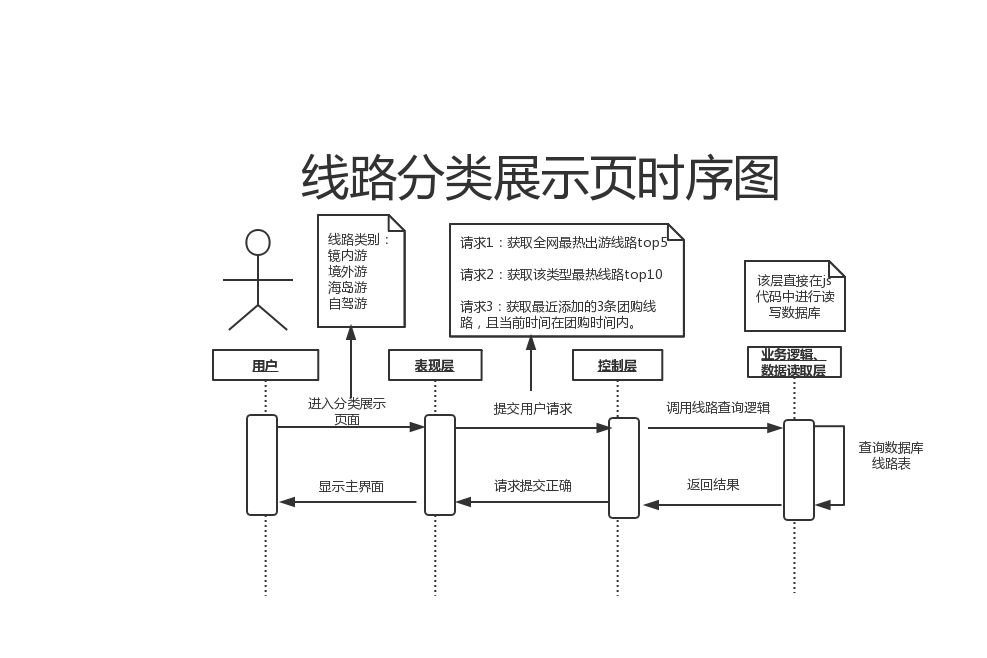 线路分类展示页时序图
线路类别：
镜内游
境外游
海岛游
自驾游
请求1：获取全网最热出游线路top5
请求2：获取该类型最热线路top10
请求3：获取最近添加的3条团购线
路，且当前时间在团购时间内。
该层直接在js
代码中进行读
写数据库
用户
表现层
控制层
业务逻辑、
数据读取层
进入分类展示
页面
提交用户请求
调用线路查询逻辑
查询数据库
线路表
显示主界面
请求提交正确
返回结果